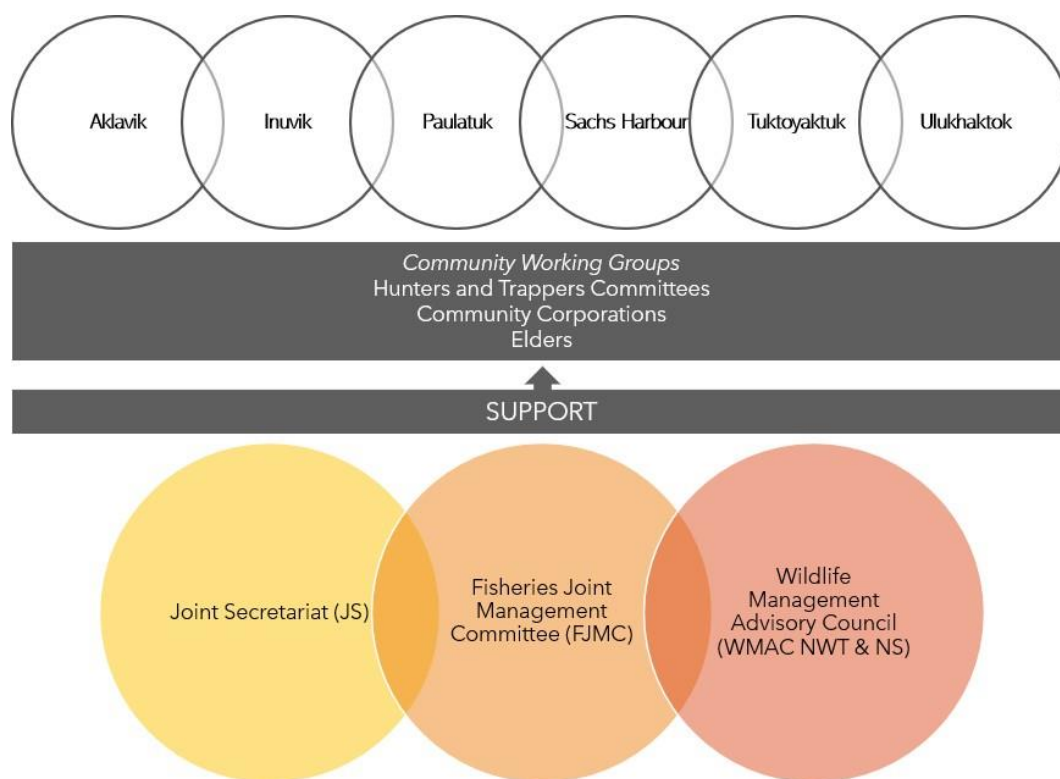 Aklavik
Inuvik
Paulatuk
Sachs Harbour
Tuktoyaktuk
Ulukhaktok
Community Working Groups
Hunters and Trappers Committees
Community Corporations
Elders
SUPPORT
Joint Secretariat (JS)
Fisheries Joint
Management
Committee (FJMC)
Wildlife
Management
Advisory Council
(WMAC NWT & NS)